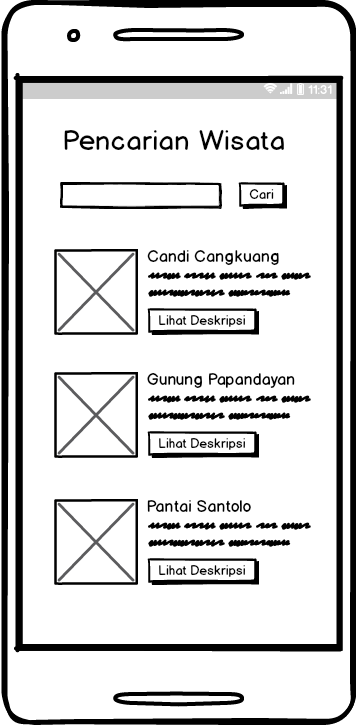 11:31
Pencarian Wisata
Cari
Candi Cangkuang
Lihat Deskripsi
Gunung Papandayan
Lihat Deskripsi
Pantai Santolo
Lihat Deskripsi